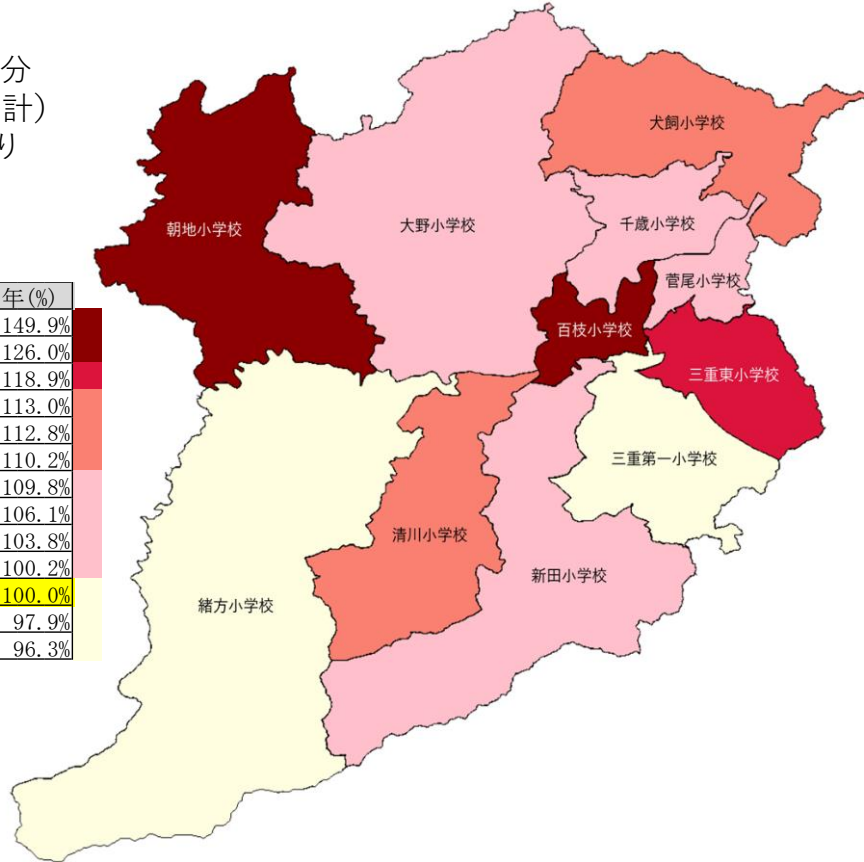 分
計)
り
年(%)
149.9%
126.0%
118.9%
113.0%
112.8%
110.2%
109.8%
106.1%
103.8%
100.2%
100.0%
97.9%
96.3%
犬飼小学校
朝地小学校
大野小学校
千歳小学校
菅尾小学校
百枝小学校
三重東小学校
三重第一小学校
清川小学校
新田小学校
緒方小学校